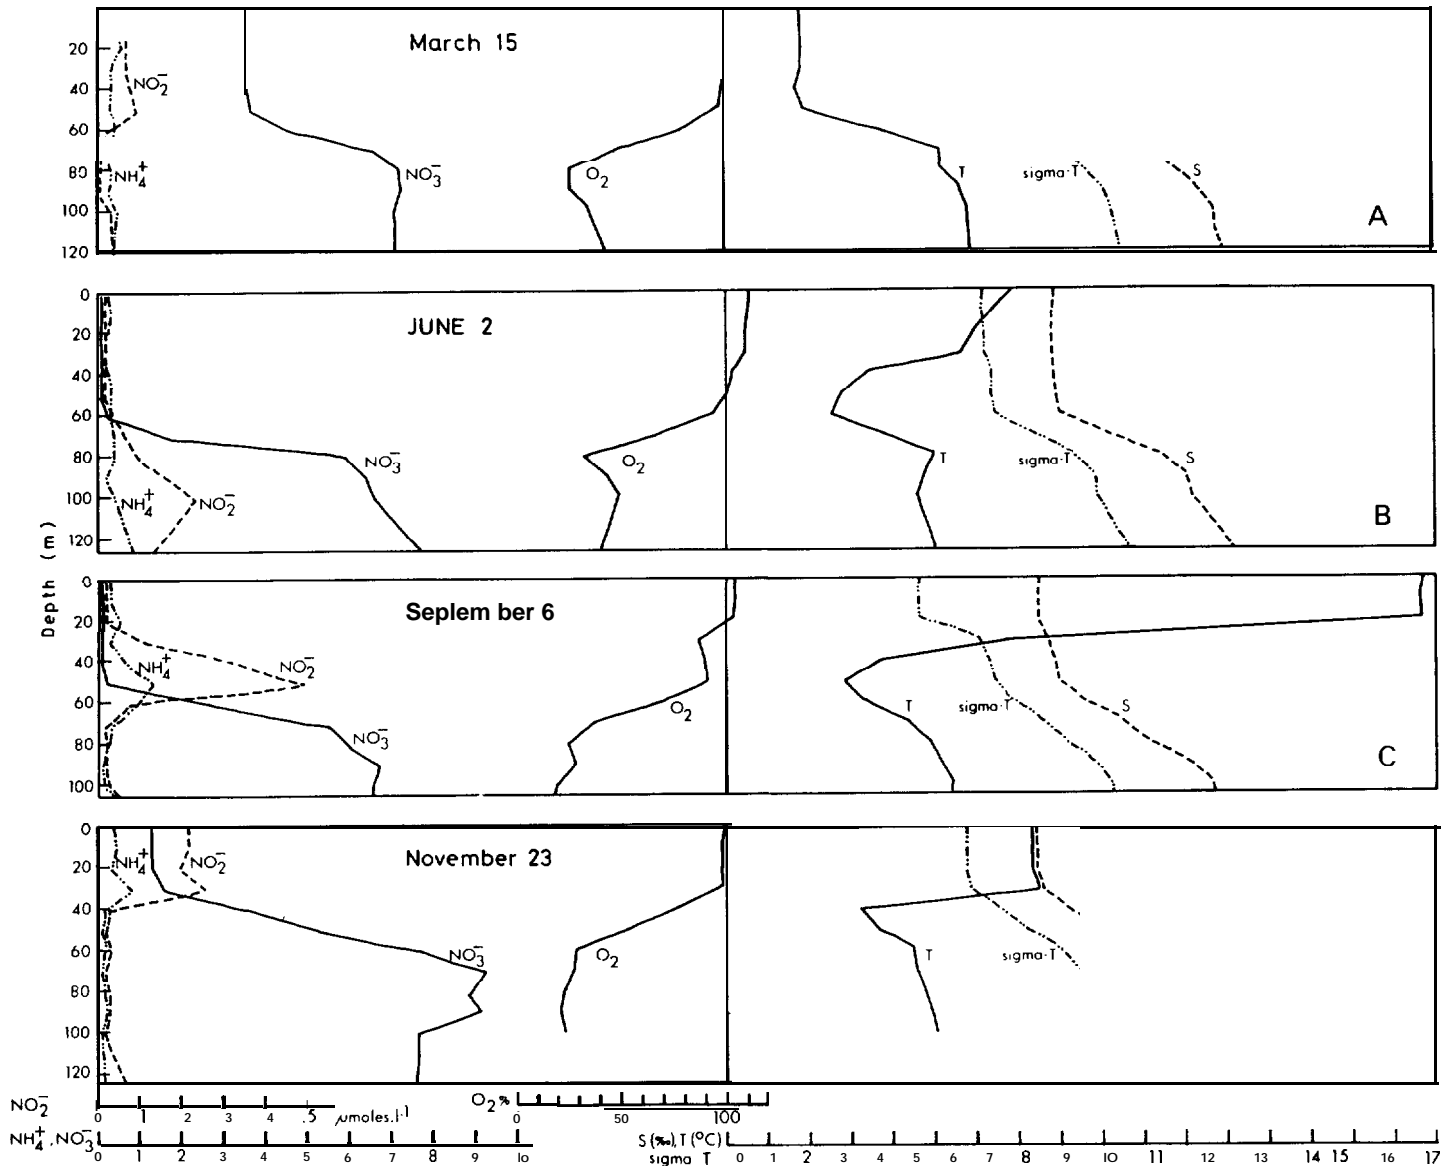 March 15
20
40
60
80
100
120
NO₂⁻
NH₄⁺
NO₃⁻
O₂
T
sigma-T
S
A
JUNE 2
0
20
40
60
80
100
120
NO₃⁻
O₂
NH₄⁺
NO₂⁻
T
sigma-T
S
B
Depth (m)
Seplem ber 6
0
20
40
60
80
100
NH₄⁺
NO₂⁻
NO₃⁻
O₂
T
sigma-T
S
C
November 23
0
20
40
60
80
100
120
NH₄⁺
NO₂⁻
NO₃⁻
O₂
T
sigma-T
NO₂⁻ 0 1 2 3 4 .5 µmoles.l⁻¹
O₂% 0 50 100
NH₄⁺, NO₃⁻ 0 1 2 3 4 5 6 7 8 9 10
S (‰), T (°C) sigma T 0 1 2 3 4 5 6 7 8 9 10 11 12 13 14 15 16 17